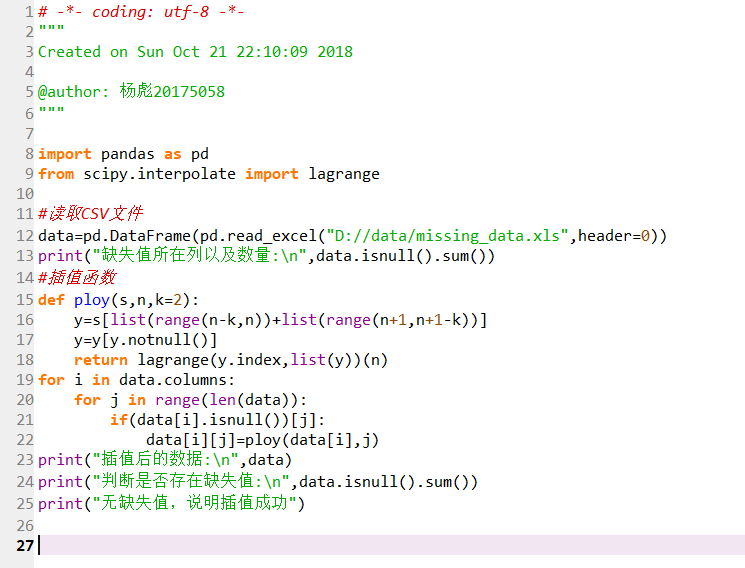 1 # -*- coding: utf-8 -*-
2 """
3 Created on Sun Oct 21 22:10:09 2018
4
5 @author: 杨彪20175058
6 """
7
8 import pandas as pd
9 from scipy.interpolate import lagrange
10
11 #读取CSV文件
12 data=pd.DataFrame(pd.read_excel("D://data/missing_data.xls",header=0))
13 print("缺失值所在列以及数量:\n",data.isnull().sum())
14 #插值函数
15 def ploy(s,n,k=2):
16     y=s[list(range(n-k,n))+list(range(n+1,n+1-k))]
17     y=y[y.notnull()]
18     return lagrange(y.index,list(y))(n)
19 for i in data.columns:
20     for j in range(len(data)):
21         if(data[i].isnull())[j]:
22             data[i][j]=ploy(data[i],j)
23 print("插值后的数据:\n",data)
24 print("判断是否存在缺失值:\n",data.isnull().sum())
25 print("无缺失值，说明插值成功")
26
27